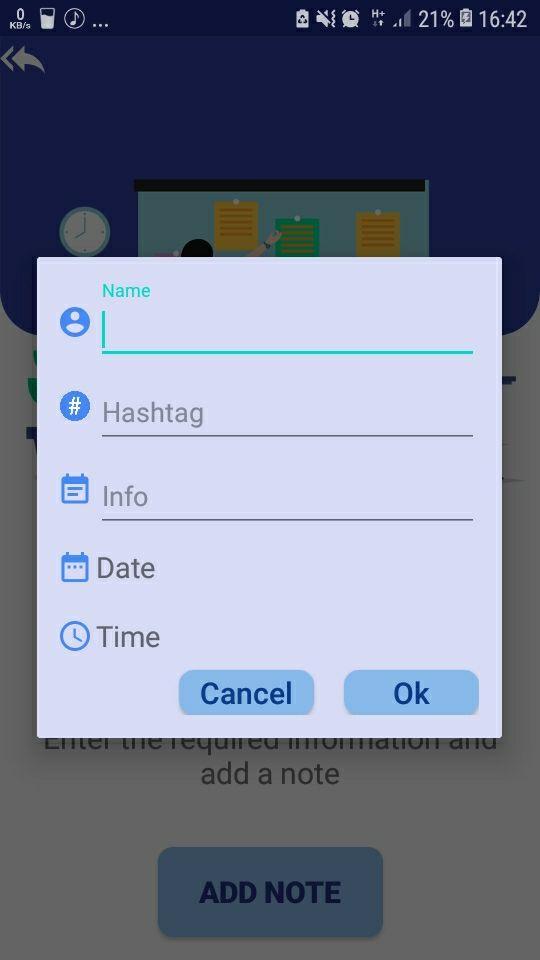 0
KB/s
...
H+
21%
16:42
Name
#
Hashtag
Info
Date
Time
Cancel
Ok
Enter the required information and
add a note
ADD NOTE